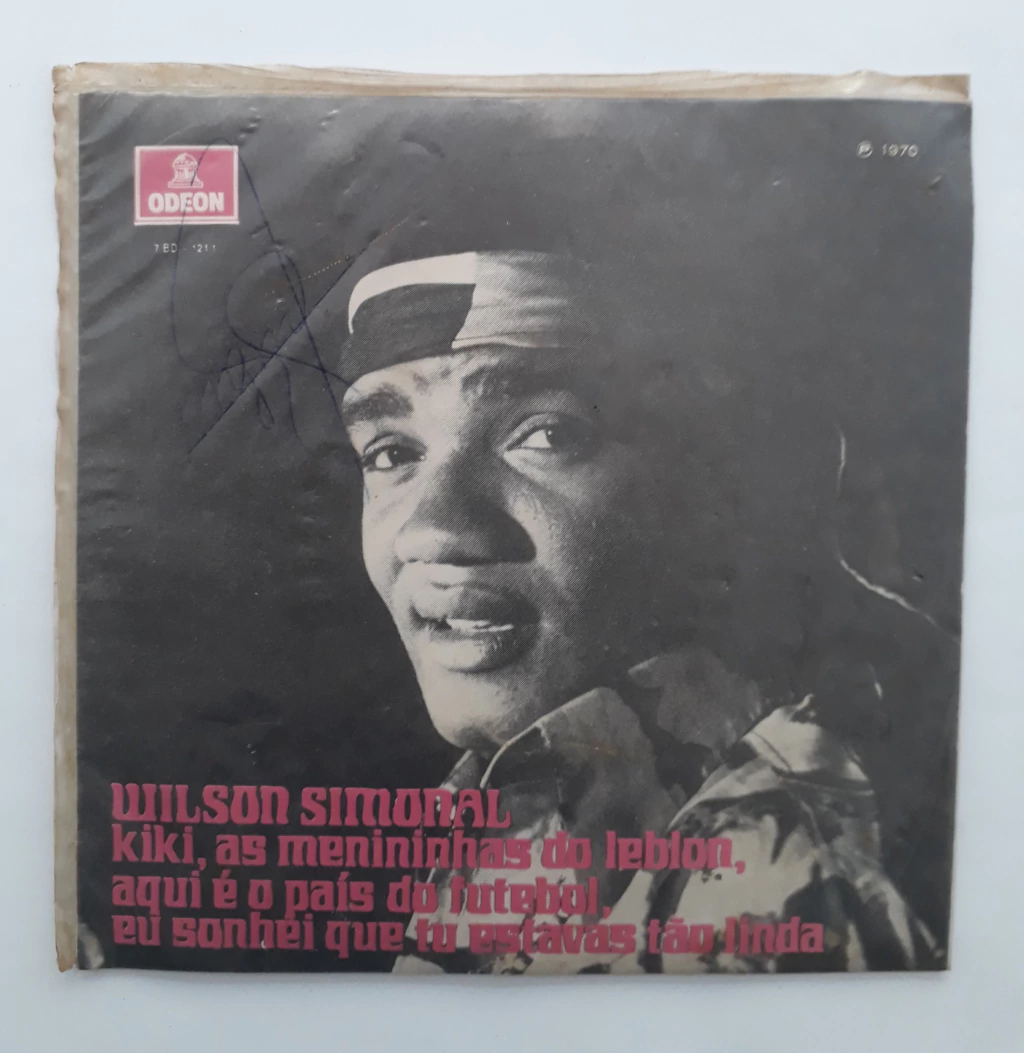 ODEON
7BD - 1211
℗ 1970
WILSON SIMONAL
kiki, as menininhas do leblon,
aqui é o país do futebol,
eu sonhei que tu estavas tão linda